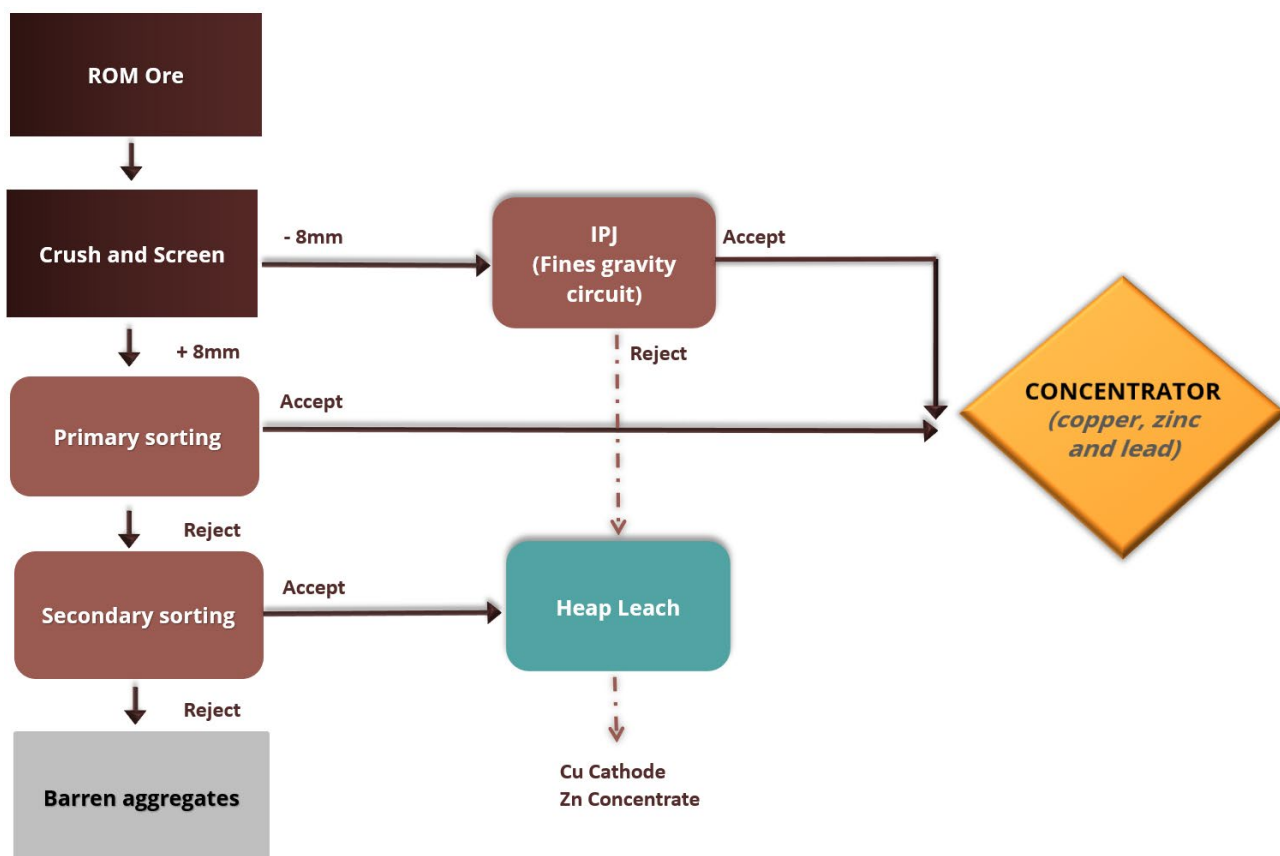 ROM Ore
Crush and Screen
- 8mm
IPJ
(Fines gravity
circuit)
Accept
+ 8mm
Reject
Primary sorting
Accept
CONCENTRATOR
(copper, zinc
and lead)
Reject
Secondary sorting
Accept
Heap Leach
Reject
Barren aggregates
Cu Cathode
Zn Concentrate